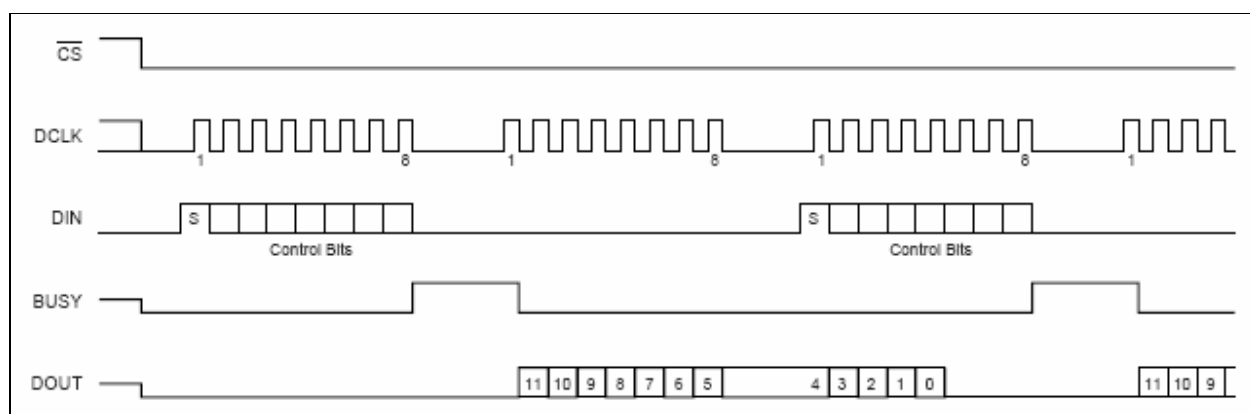 CS
DCLK
1 8 1 8 1 8 1
DIN
S S
Control Bits Control Bits
BUSY
DOUT
11 10 9 8 7 6 5 4 3 2 1 0 11 10 9